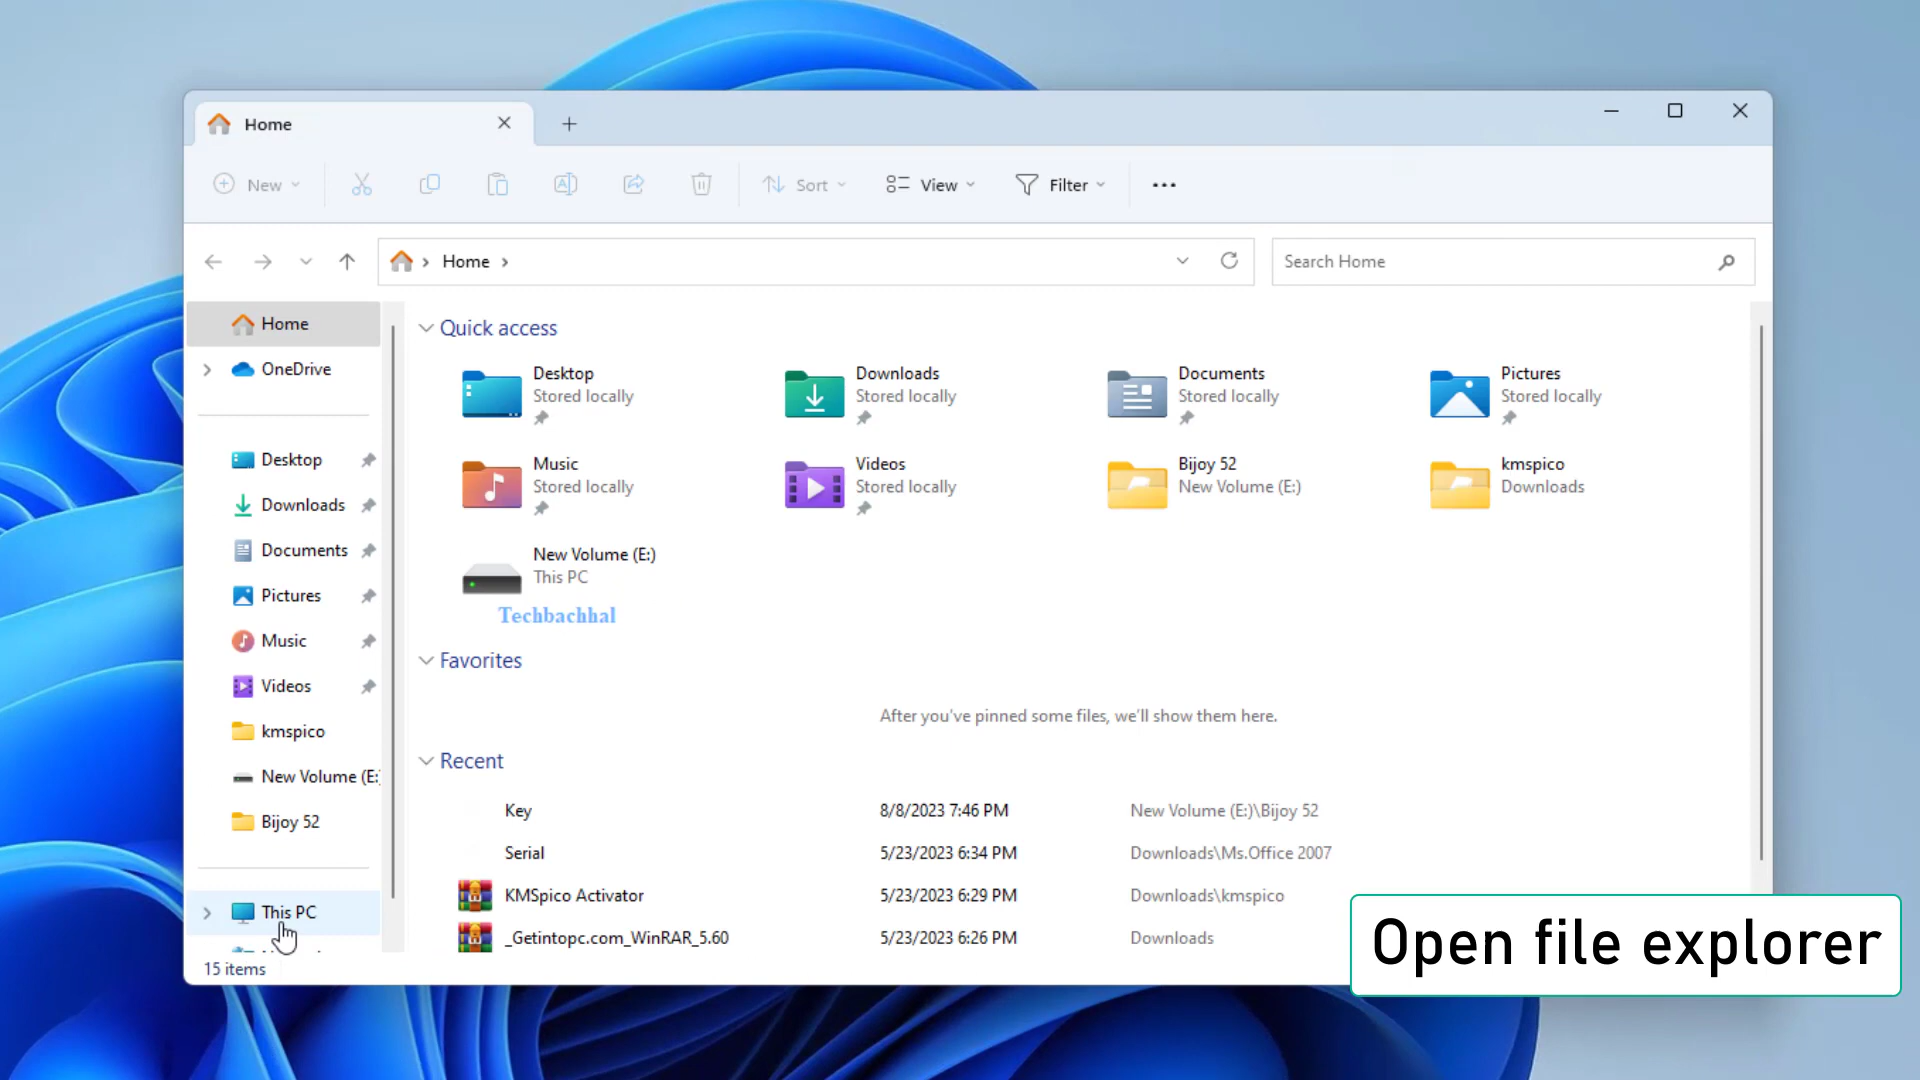 Home
New
Sort
View
Filter
Home
Search Home
Home
OneDrive
Desktop
Downloads
Documents
Pictures
Music
Videos
kmspico
New Volume (E:
Bijoy 52
This PC
15 items
Quick access
Desktop
Stored locally
Downloads
Stored locally
Documents
Stored locally
Pictures
Stored locally
Music
Stored locally
Videos
Stored locally
Bijoy 52
New Volume (E:)
kmspico
Downloads
New Volume (E:)
This PC
Techbachhal
Favorites
After you've pinned some files, we'll show them here.
Recent
Key 8/8/2023 7:46 PM New Volume (E:)\Bijoy 52
Serial 5/23/2023 6:34 PM Downloads\Ms.Office 2007
KMSpico Activator 5/23/2023 6:29 PM Downloads\kmspico
_Getintopc.com_WinRAR_5.60 5/23/2023 6:26 PM Downloads
Open file explorer